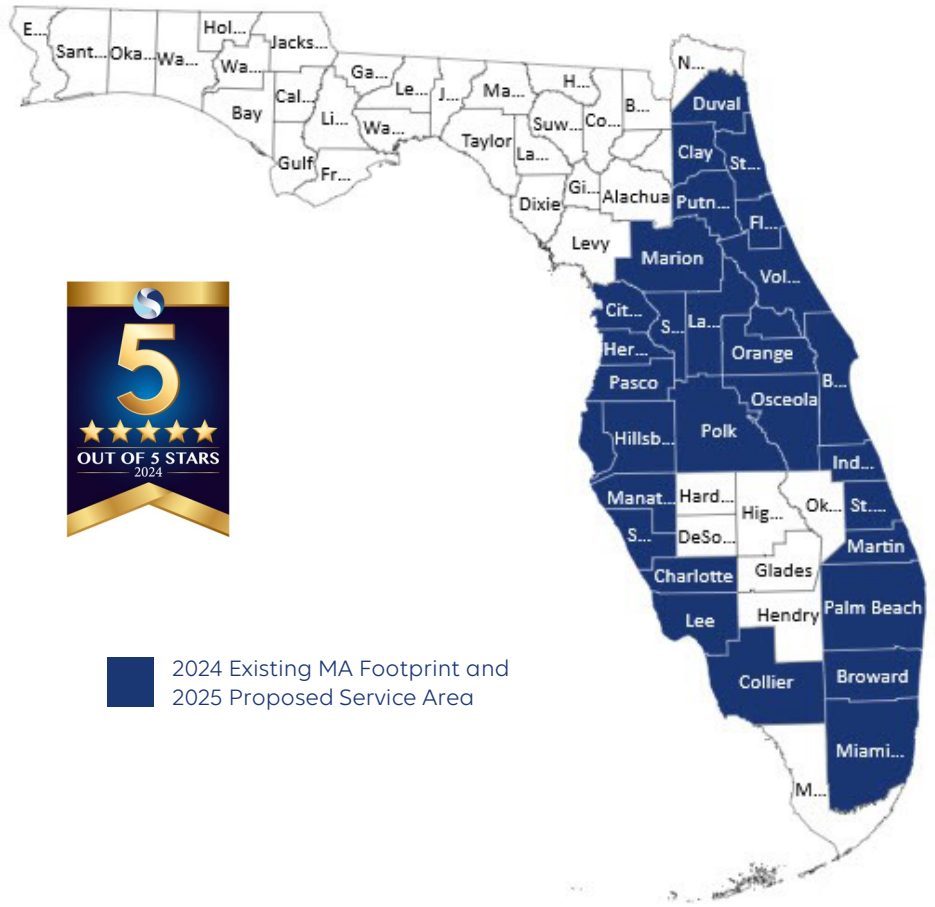 E...
Sant...
Oka...
Wa...
Hol...
Jacks...
Wa...
Bay
Cal...
Gulf
Li...
Fr...
Ga...
Le...
Wa...
J...
Ma...
Taylor
H...
Suw...
La...
Dixie
Co...
Gi...
B...
Alachua
Levy
N...
Duval
Clay
St...
Putn...
Fl...
Marion
Vol...
Cit...
S...
La...
Her...
Orange
Pasco
B...
Osceola
Hillsb...
Polk
Ind...
Manat...
Hard...
Hig...
Ok...
St....
S...
DeSo...
Martin
Charlotte
Glades
Lee
Hendry
Palm Beach
Collier
Broward
Miami...
M...
5
OUT OF 5 STARS
2024
2024 Existing MA Footprint and
2025 Proposed Service Area